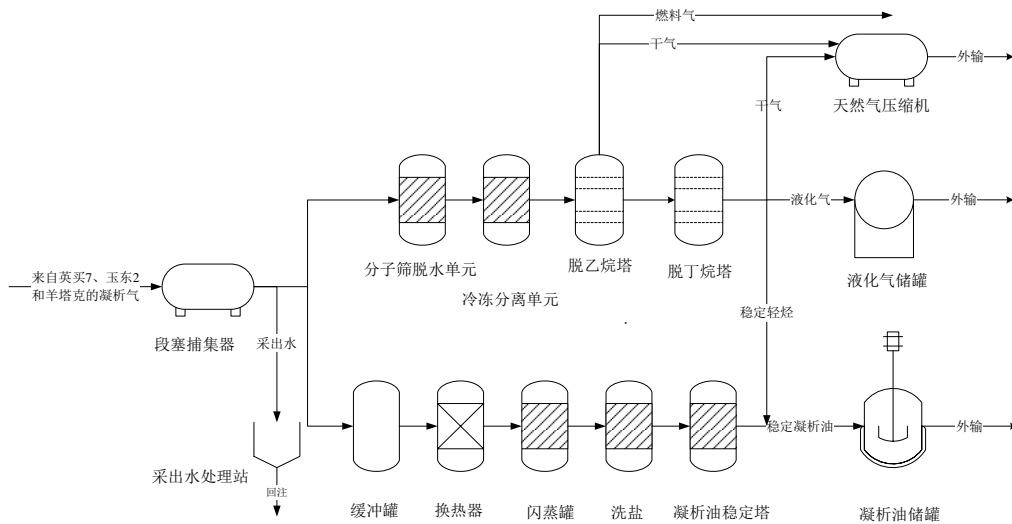 燃料气
干气
外输
天然气压缩机
干气
液化气
外输
分子筛脱水单元
脱乙烷塔
脱丁烷塔
液化气储罐
来自英买7、玉东2
和羊塔克的凝析气
冷冻分离单元
稳定轻烃
段塞捕集器
采出水
稳定凝析油
外输
采出水处理站
回注
缓冲罐
换热器
闪蒸罐
洗盐
凝析油稳定塔
凝析油储罐